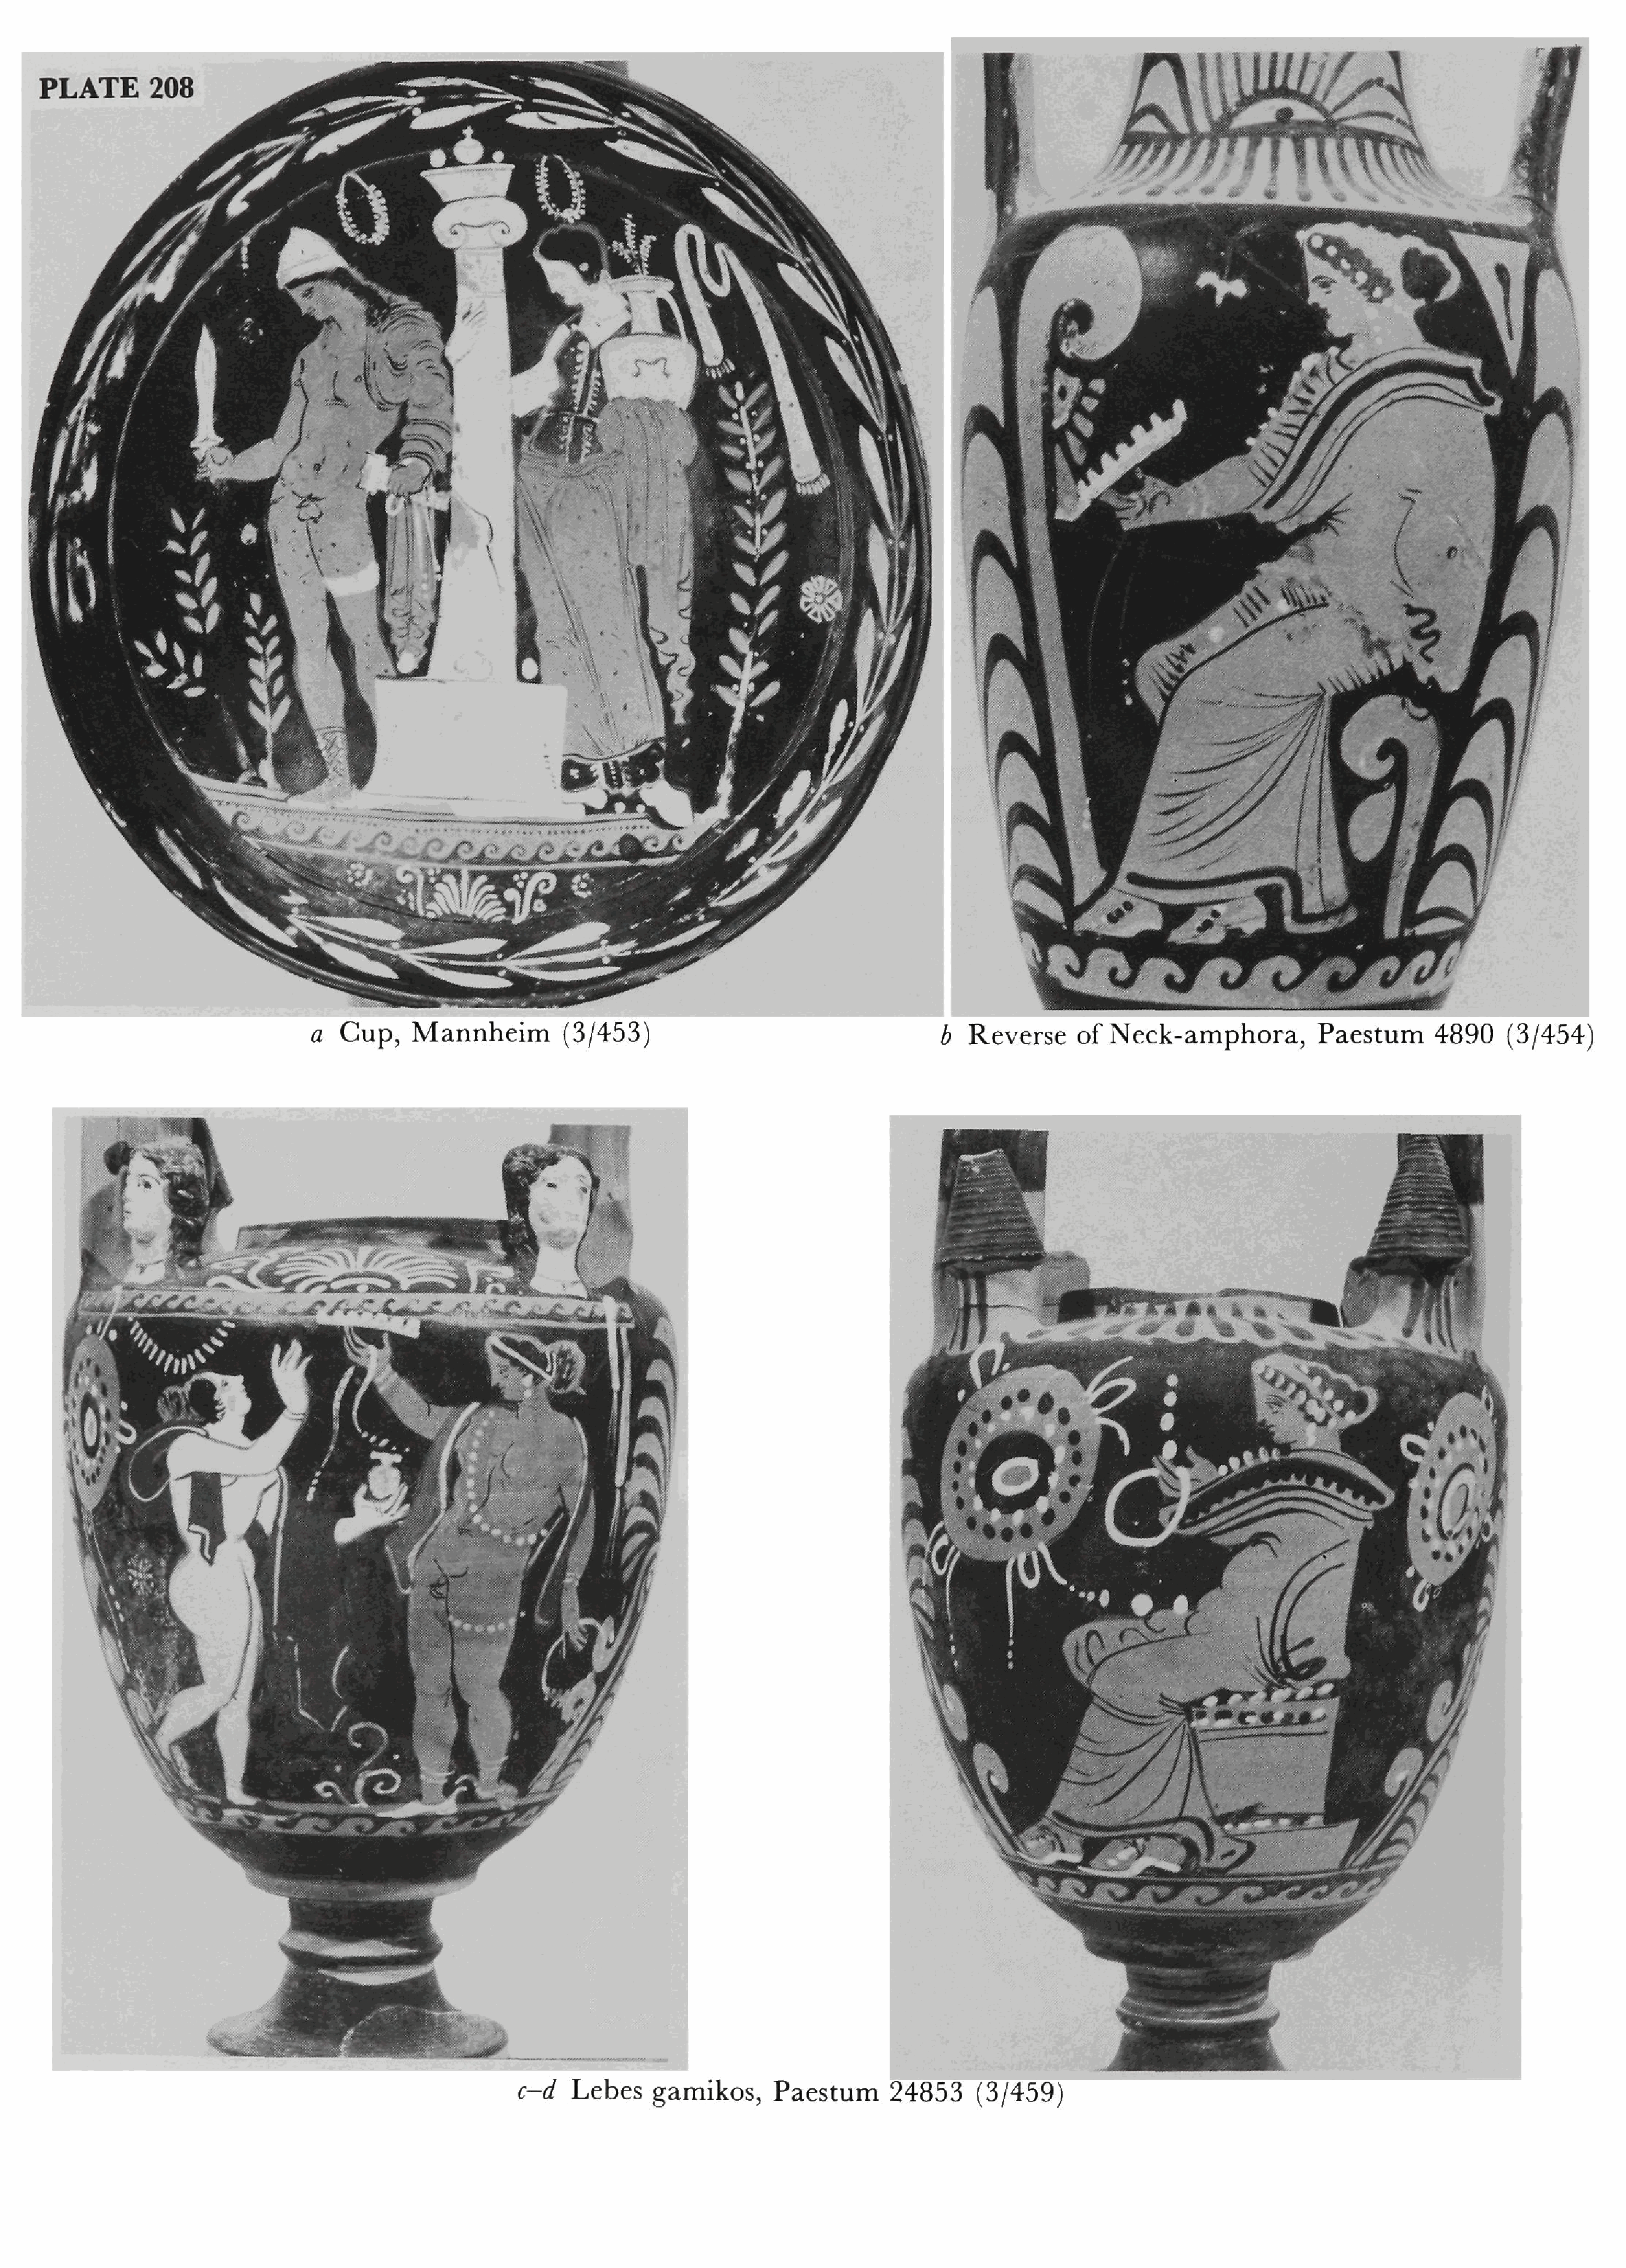 PLATE 208
a Cup, Mannheim (3/453)
b Reverse of Neck-amphora, Paestum 4890 (3/454)
c–d Lebes gamikos, Paestum 24853 (3/459)